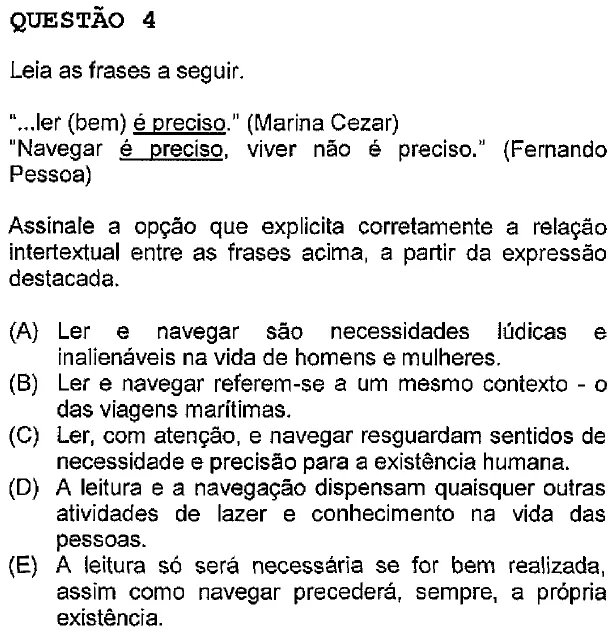 QUESTÃO 4
Leia as frases a seguir.
"...ler (bem) é preciso." (Marina Cezar)
"Navegar é preciso, viver não é preciso." (Fernando
Pessoa)
Assinale a opção que explicita corretamente a relação
intertextual entre as frases acima, a partir da expressão
destacada.
(A) Ler e navegar são necessidades lúdicas e
inalienáveis na vida de homens e mulheres.
(B) Ler e navegar referem-se a um mesmo contexto - o
das viagens marítimas.
(C) Ler, com atenção, e navegar resguardam sentidos de
necessidade e precisão para a existência humana.
(D) A leitura e a navegação dispensam quaisquer outras
atividades de lazer e conhecimento na vida das
pessoas.
(E) A leitura só será necessária se for bem realizada,
assim como navegar precederá, sempre, a própria
existência.